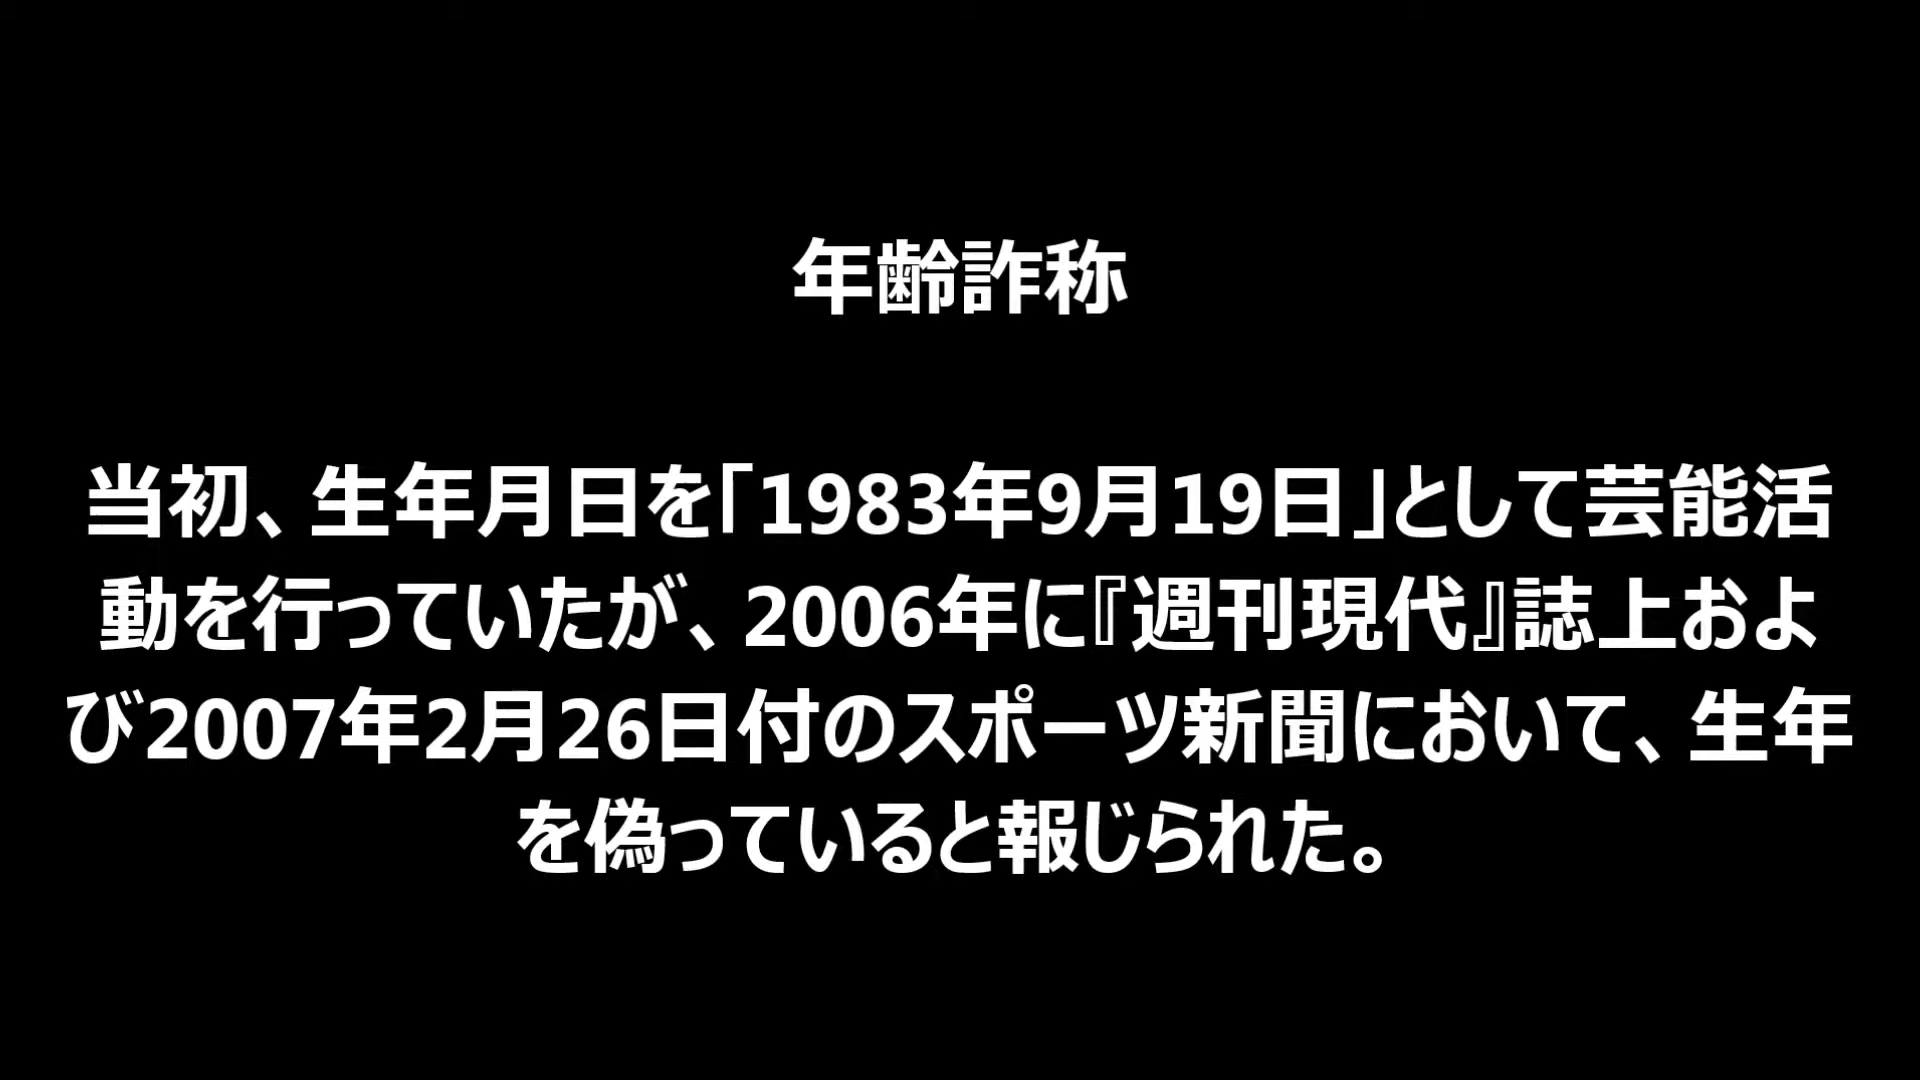 年齢詐称
当初、生年月日を「1983年9月19日」として芸能活
動を行っていたが、2006年に『週刊現代』誌上およ
び2007年2月26日付のスポーツ新聞において、生年
を偽っていると報じられた。